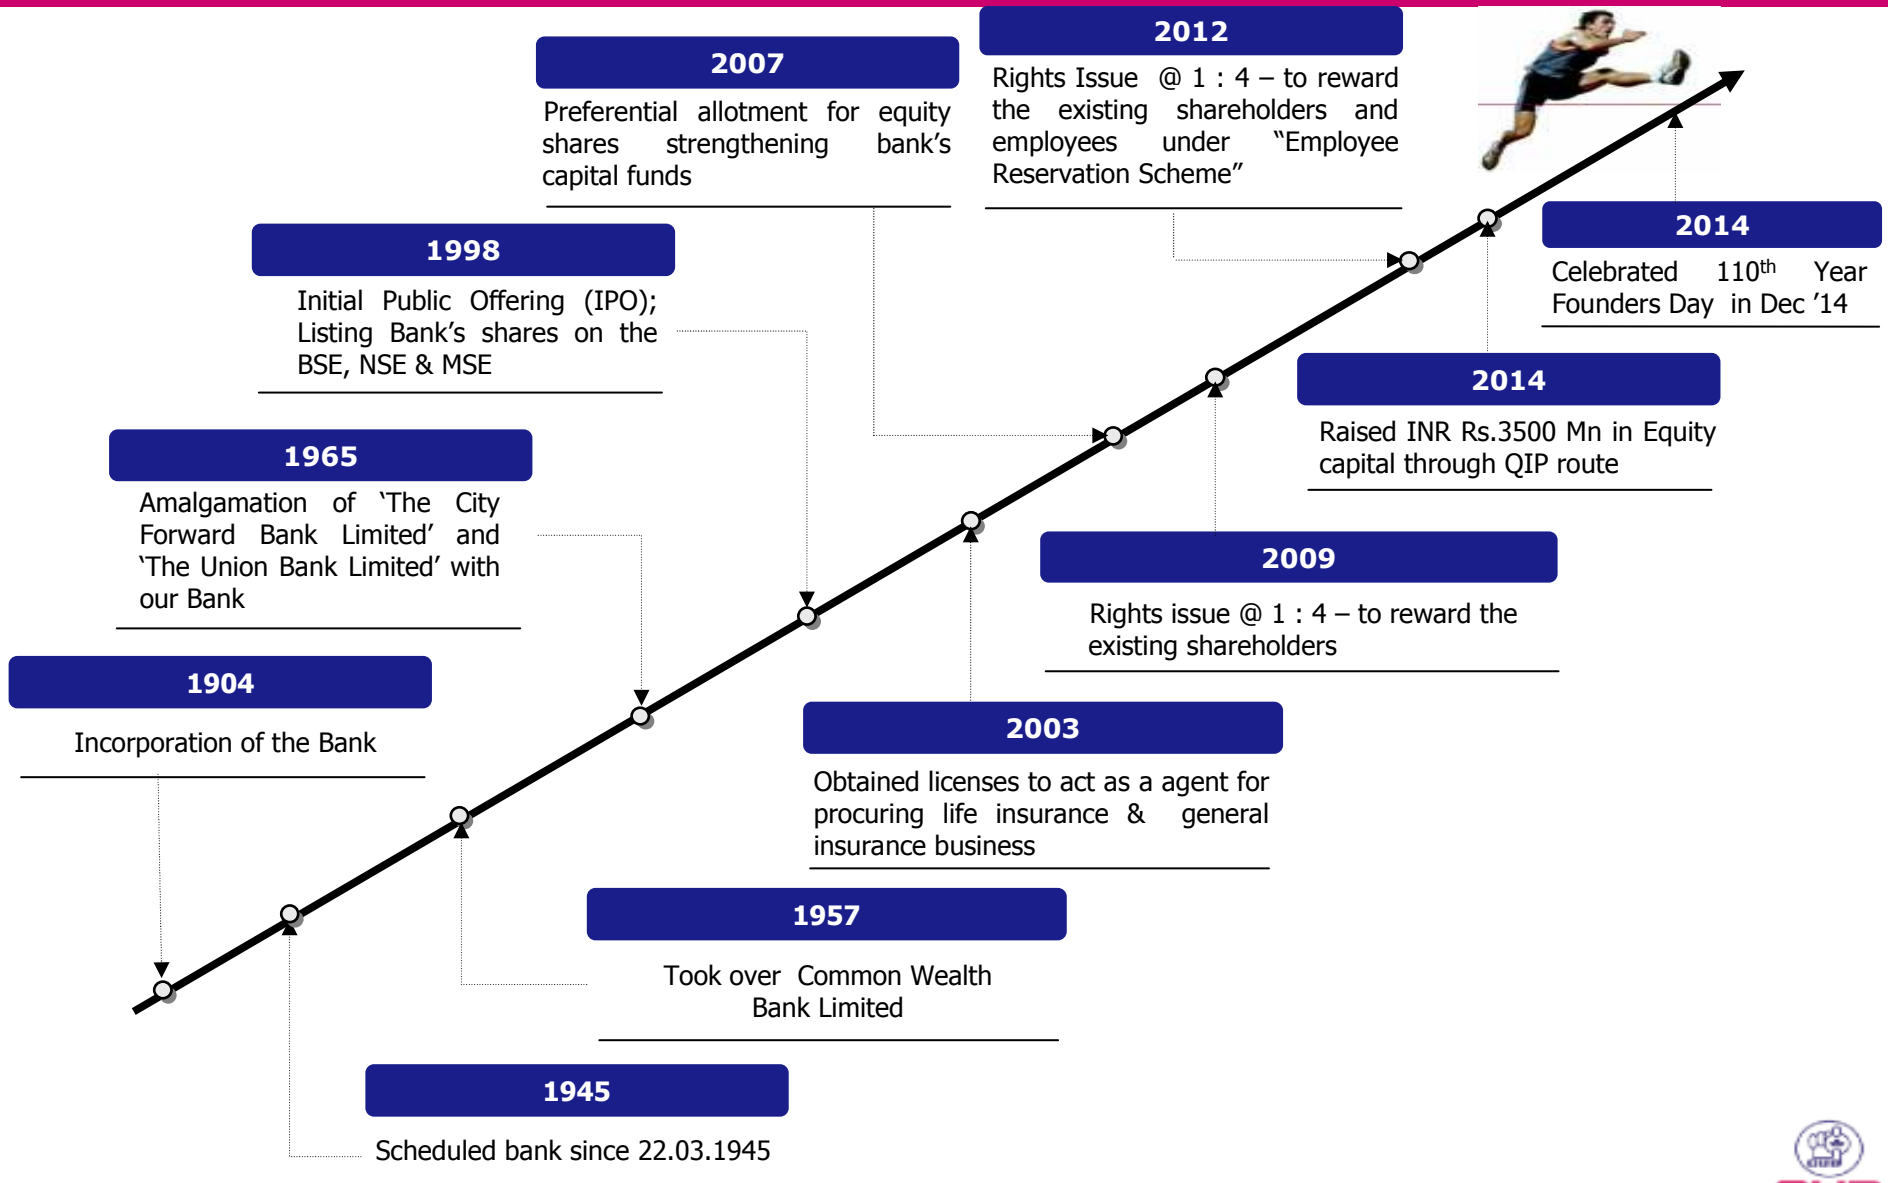 2007
Preferential allotment for equity
shares strengthening bank’s
capital funds
2012
Rights Issue @ 1 : 4 – to reward
the existing shareholders and
employees under “Employee
Reservation Scheme”
1998
Initial Public Offering (IPO);
Listing Bank’s shares on the
BSE, NSE & MSE
2014
Celebrated 110th Year
Founders Day in Dec ’14
2014
Raised INR Rs.3500 Mn in Equity
capital through QIP route
1965
Amalgamation of ‘The City
Forward Bank Limited’ and
‘The Union Bank Limited’ with
our Bank
2009
Rights issue @ 1 : 4 – to reward the
existing shareholders
1904
Incorporation of the Bank
2003
Obtained licenses to act as a agent for
procuring life insurance & general
insurance business
1957
Took over Common Wealth
Bank Limited
1945
Scheduled bank since 22.03.1945